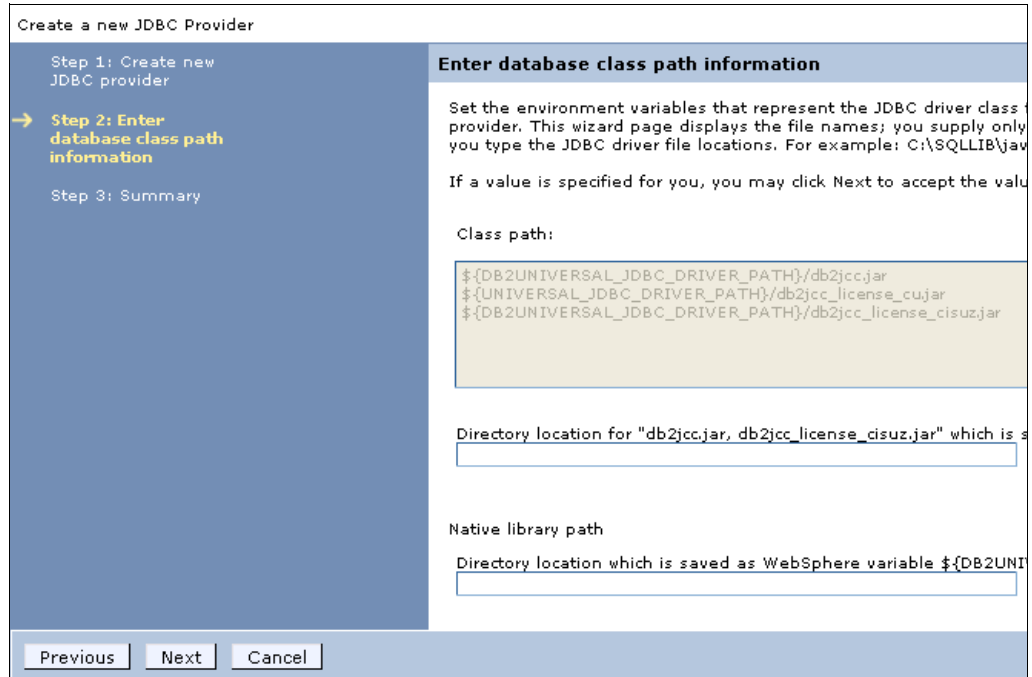 Create a new JDBC Provider
Step 1: Create new
JDBC provider
Step 2: Enter
database class path
information
Step 3: Summary
Enter database class path information
Set the environment variables that represent the JDBC driver class
provider. This wizard page displays the file names; you supply only
you type the JDBC driver file locations. For example: C:\SQLLIB\jav
If a value is specified for you, you may click Next to accept the valu
Class path:
${DB2UNIVERSAL_JDBC_DRIVER_PATH}/db2jcc.jar
${UNIVERSAL_JDBC_DRIVER_PATH}/db2jcc_license_cu.jar
${DB2UNIVERSAL_JDBC_DRIVER_PATH}/db2jcc_license_cisuz.jar
Directory location for "db2jcc.jar, db2jcc_license_cisuz.jar" which is s
Native library path
Directory location which is saved as WebSphere variable ${DB2UNI
Previous Next Cancel